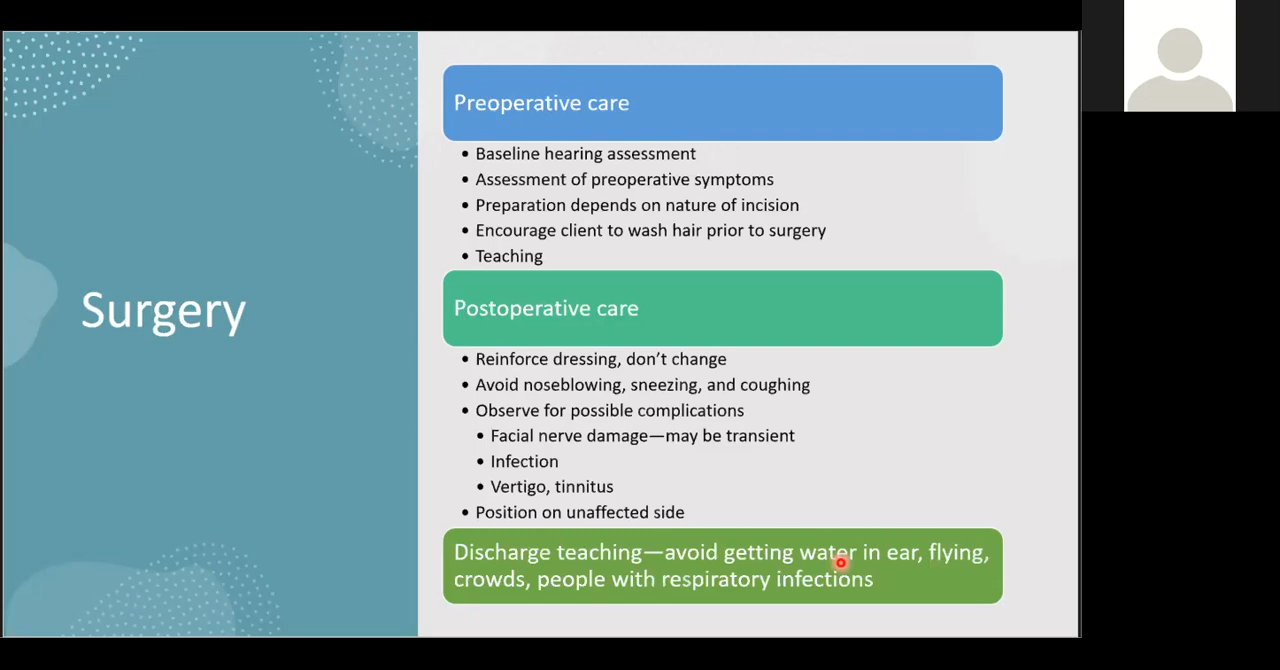 Surgery
Preoperative care
• Baseline hearing assessment
• Assessment of preoperative symptoms
• Preparation depends on nature of incision
• Encourage client to wash hair prior to surgery
• Teaching
Postoperative care
• Reinforce dressing, don’t change
• Avoid noseblowing, sneezing, and coughing
• Observe for possible complications
• Facial nerve damage—may be transient
• Infection
• Vertigo, tinnitus
• Position on unaffected side
Discharge teaching—avoid getting water in ear, flying,
crowds, people with respiratory infections